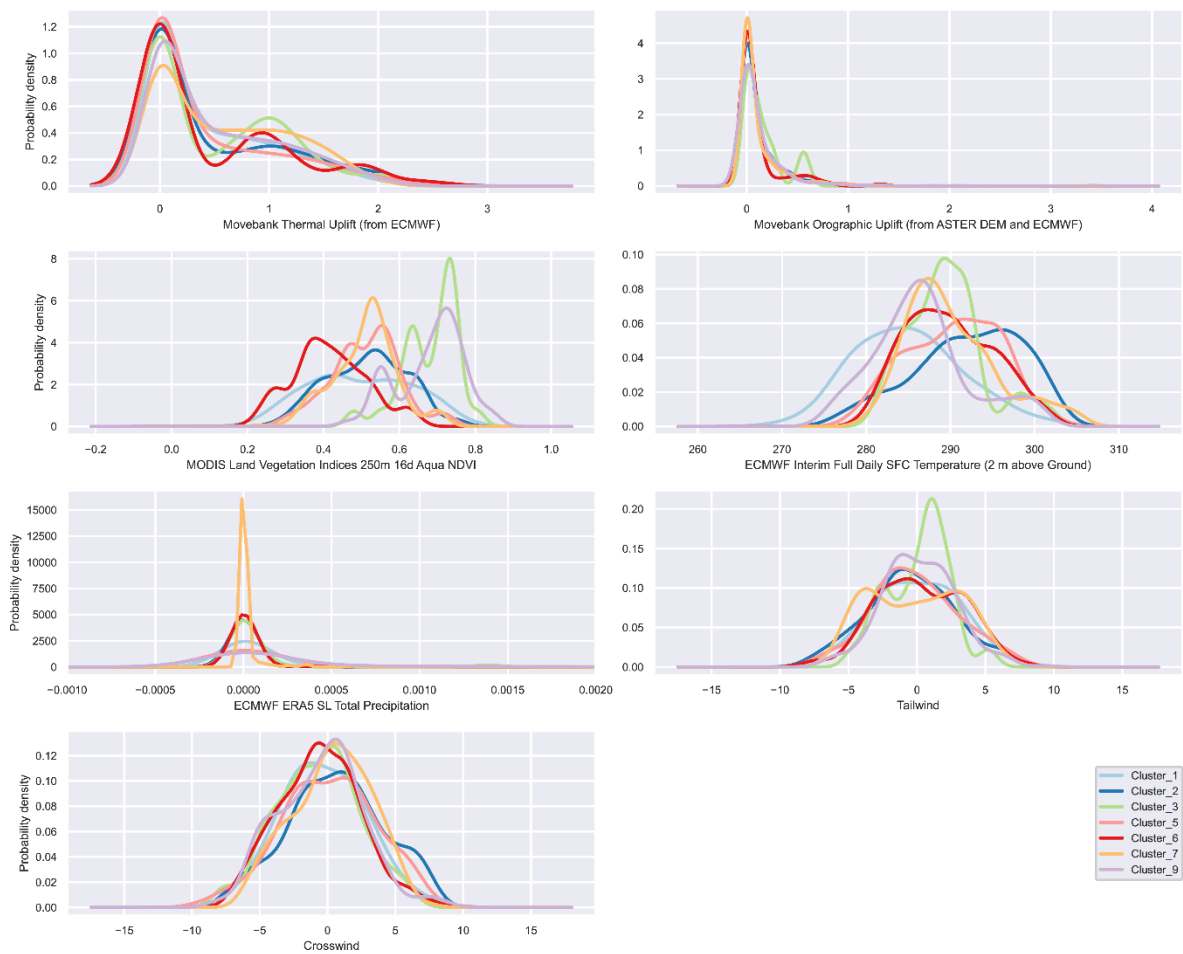 Probability density
1.2
1.0
0.8
0.6
0.4
0.2
0.0
0 1 2 3
Movebank Thermal Uplift (from ECMWF)
4
3
2
1
0
0 1 2 3 4
Movebank Orographic Uplift (from ASTER DEM and ECMWF)
Probability density
8
6
4
2
0
−0.2 0.0 0.2 0.4 0.6 0.8 1.0
MODIS Land Vegetation Indices 250m 16d Aqua NDVI
0.10
0.08
0.06
0.04
0.02
0.00
260 270 280 290 300 310
ECMWF Interim Full Daily SFC Temperature (2 m above Ground)
Probability density
15000
12500
10000
7500
5000
2500
0
−0.0010 −0.0005 0.0000 0.0005 0.0010 0.0015 0.0020
ECMWF ERA5 SL Total Precipitation
0.20
0.15
0.10
0.05
0.00
−15 −10 −5 0 5 10 15
Tailwind
Probability density
0.12
0.10
0.08
0.06
0.04
0.02
0.00
−15 −10 −5 0 5 10 15
Crosswind
Cluster_1
Cluster_2
Cluster_3
Cluster_5
Cluster_6
Cluster_7
Cluster_9